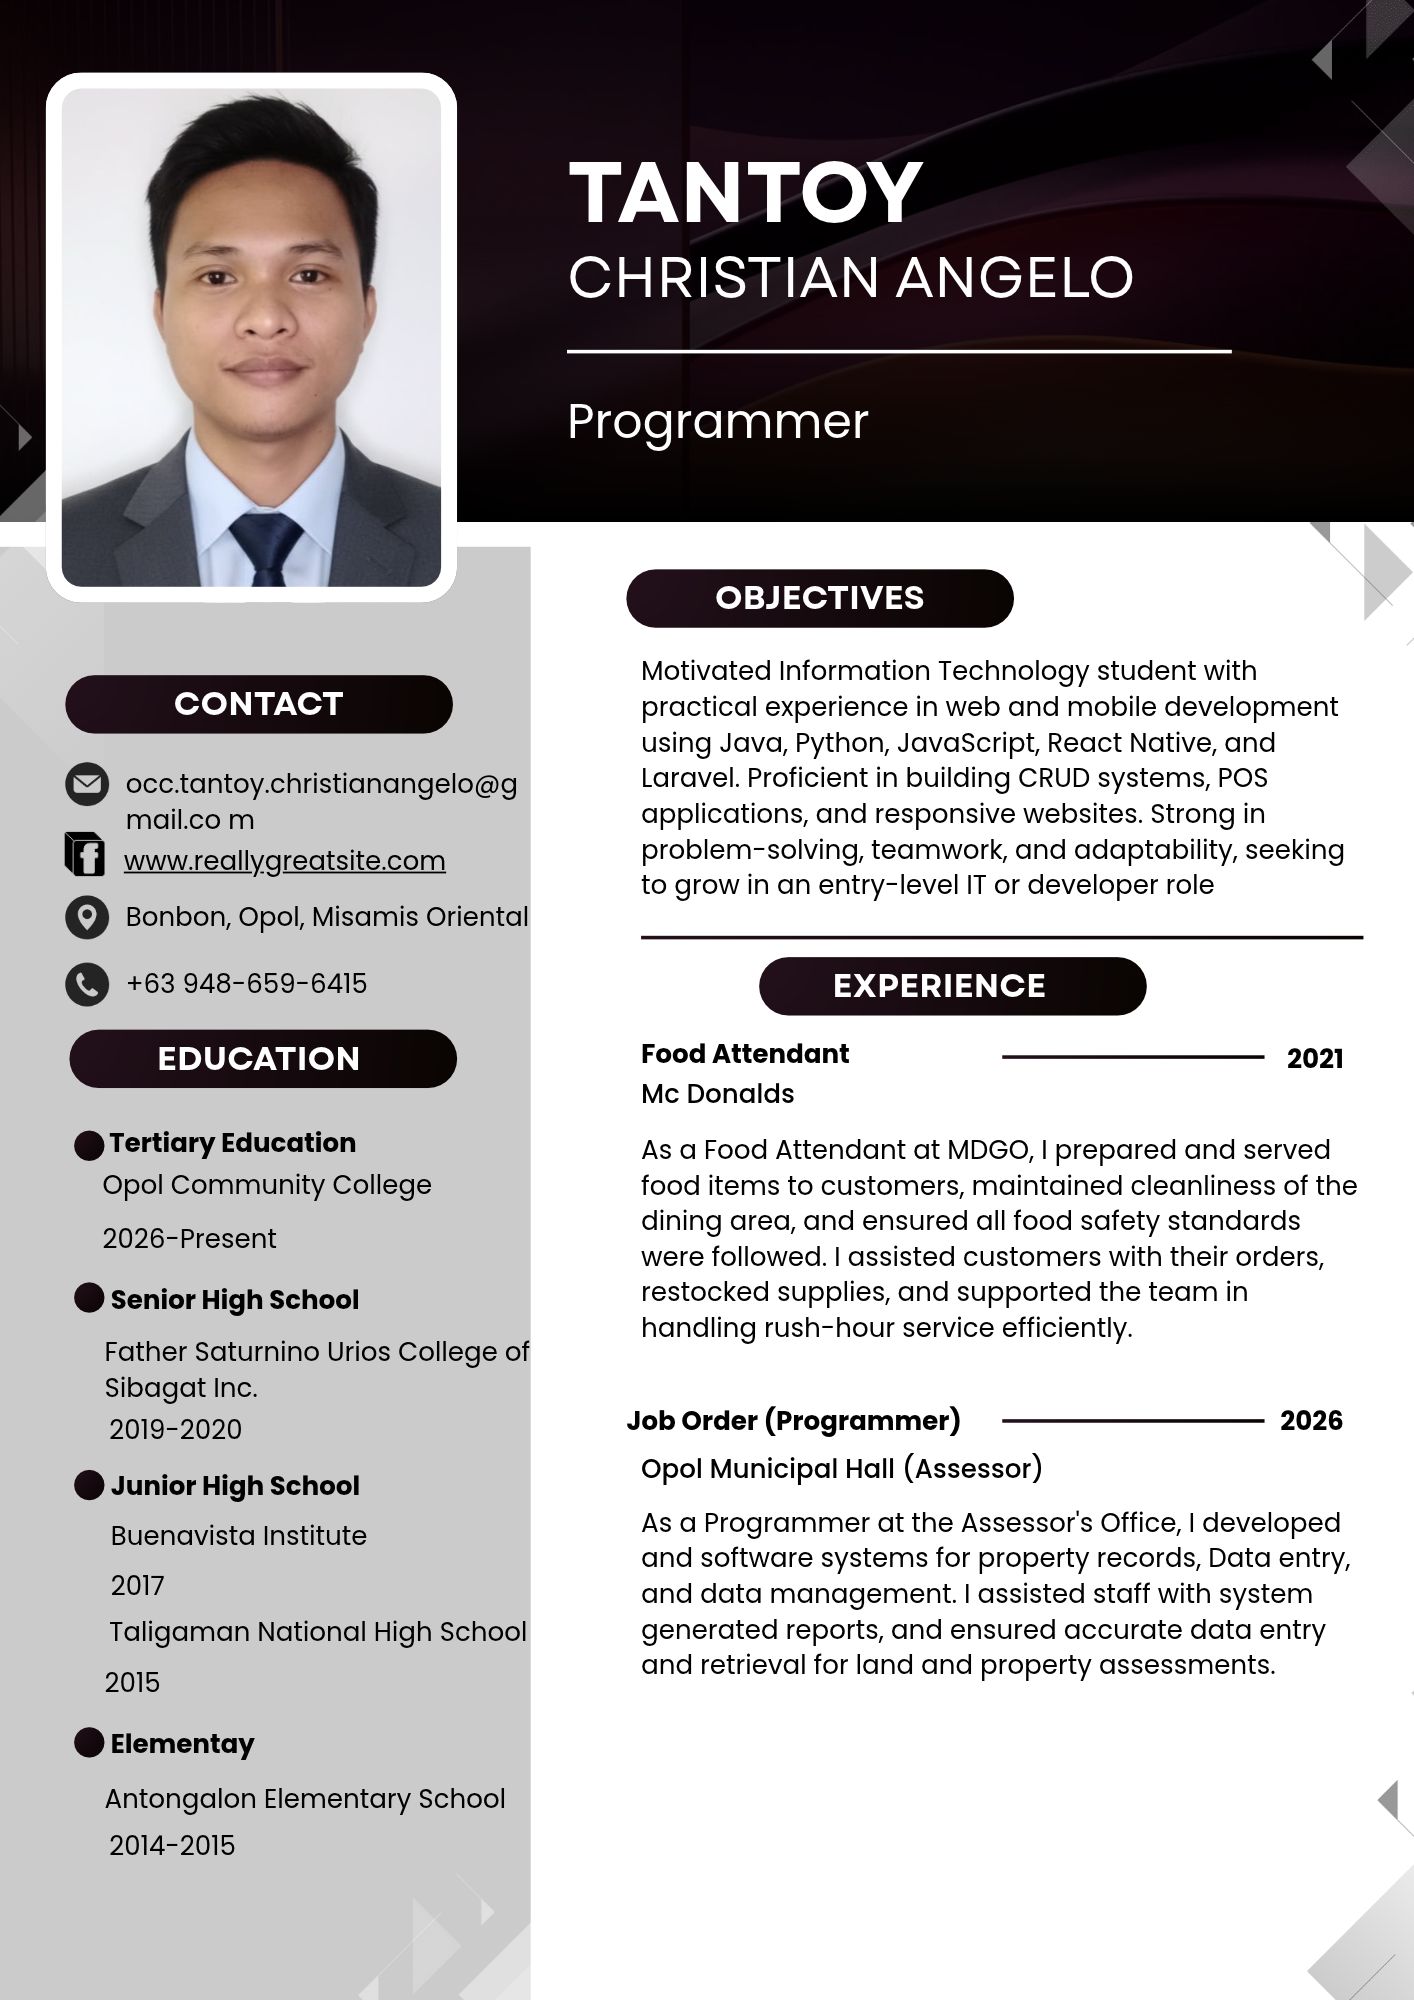 TANTOY
CHRISTIAN ANGELO
Programmer
CONTACT
occ.tantoy.christianangelo@g
mail.co m
www.reallygreatsite.com
Bonbon, Opol, Misamis Oriental
+63 948-659-6415
EDUCATION
Tertiary Education
Opol Community College
2026-Present
Senior High School
Father Saturnino Urios College of
Sibagat Inc.
2019-2020
Junior High School
Buenavista Institute
2017
Taligaman National High School
2015
Elementay
Antongalon Elementary School
2014-2015
OBJECTIVES
Motivated Information Technology student with
practical experience in web and mobile development
using Java, Python, JavaScript, React Native, and
Laravel. Proficient in building CRUD systems, POS
applications, and responsive websites. Strong in
problem-solving, teamwork, and adaptability, seeking
to grow in an entry-level IT or developer role
EXPERIENCE
Food Attendant 2021
Mc Donalds
As a Food Attendant at MDGO, I prepared and served
food items to customers, maintained cleanliness of the
dining area, and ensured all food safety standards
were followed. I assisted customers with their orders,
restocked supplies, and supported the team in
handling rush-hour service efficiently.
Job Order (Programmer) 2026
Opol Municipal Hall (Assessor)
As a Programmer at the Assessor's Office, I developed
and software systems for property records, Data entry,
and data management. I assisted staff with system
generated reports, and ensured accurate data entry
and retrieval for land and property assessments.